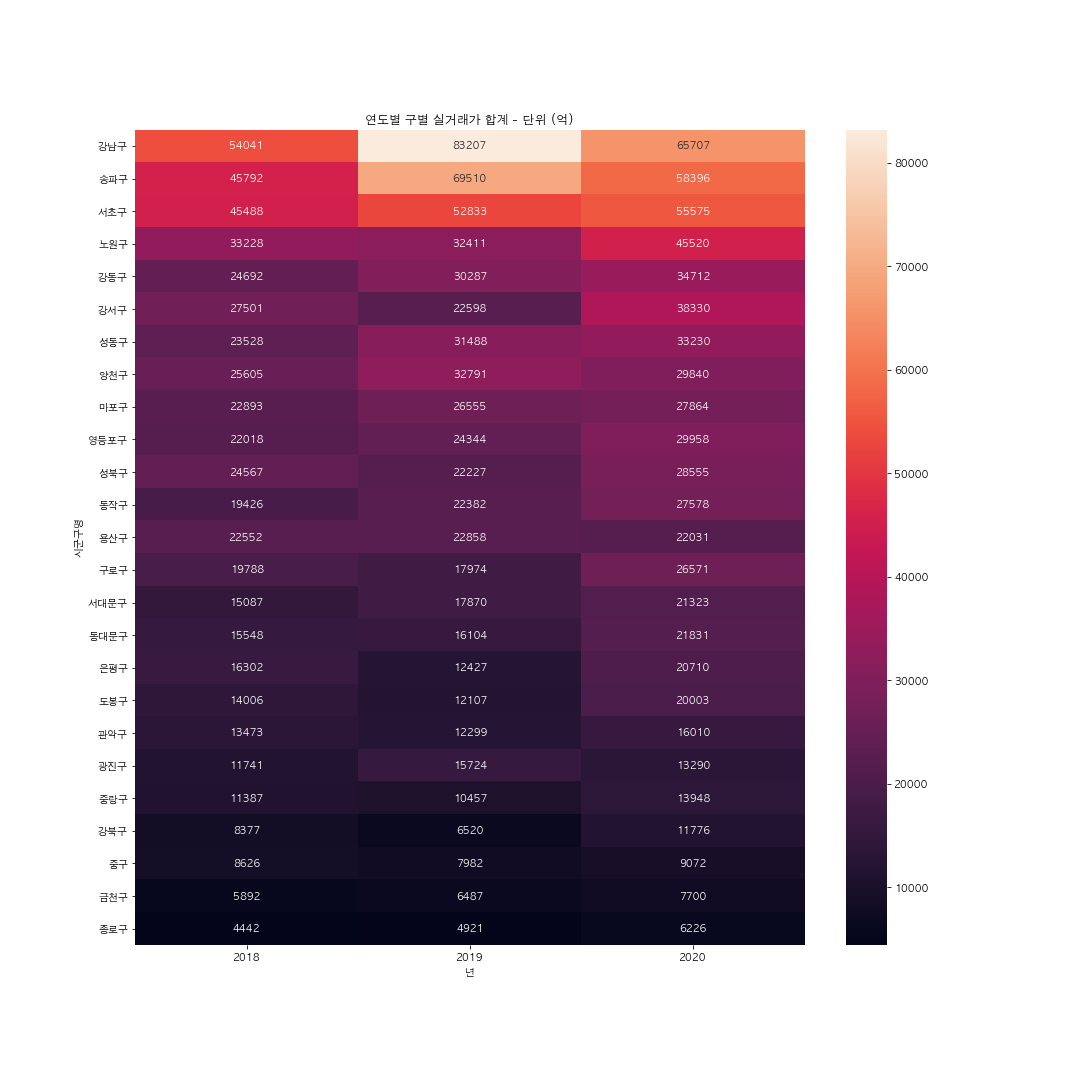 연도별 구별 실거래가 합계 - 단위 (억)
강남구 54041 83207 65707
송파구 45792 69510 58396
서초구 45488 52833 55575
노원구 33228 32411 45520
강동구 24692 30287 34712
강서구 27501 22598 38330
성동구 23528 31488 33230
양천구 25605 32791 29840
마포구 22893 26555 27864
영등포구 22018 24344 29958
성북구 24567 22227 28555
동작구 19426 22382 27578
용산구 22552 22858 22031
구로구 19788 17974 26571
서대문구 15087 17870 21323
동대문구 15548 16104 21831
은평구 16302 12427 20710
도봉구 14006 12107 20003
관악구 13473 12299 16010
광진구 11741 15724 13290
중랑구 11387 10457 13948
강북구 8377 6520 11776
중구 8626 7982 9072
금천구 5892 6487 7700
종로구 4442 4921 6226
2018 2019 2020
년
시군구명
80000
70000
60000
50000
40000
30000
20000
10000